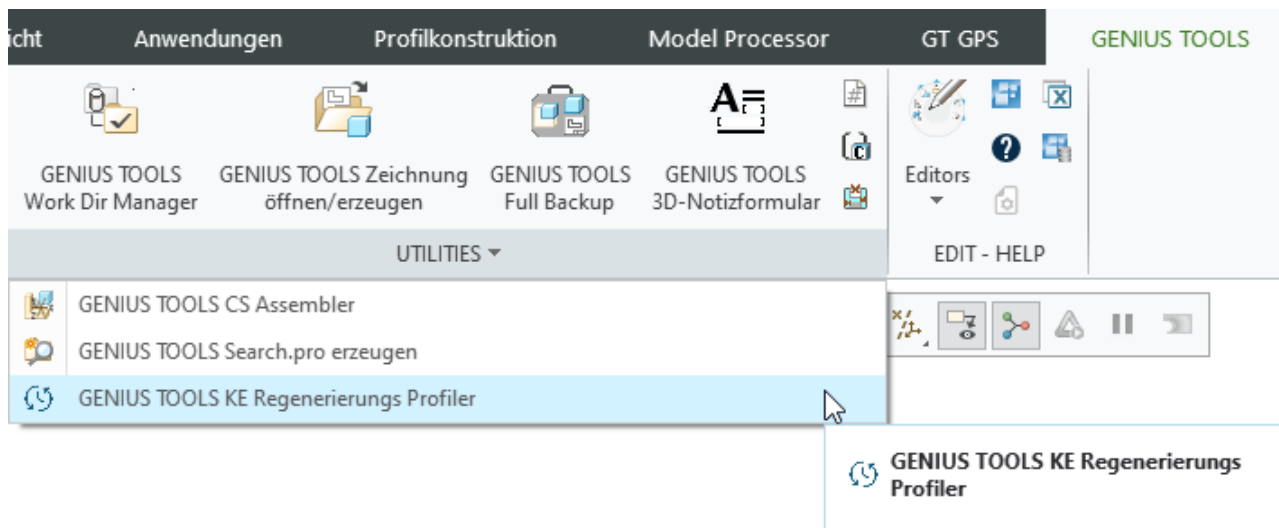 icht Anwendungen Profilkonstruktion Model Processor GT GPS GENIUS TOOLS
GENIUS TOOLS
Work Dir Manager
GENIUS TOOLS Zeichnung
öffnen/erzeugen
GENIUS TOOLS
Full Backup
A
GENIUS TOOLS
3D-Notizformular
#
c
Editors
?
X
UTILITIES
EDIT - HELP
GENIUS TOOLS CS Assembler
GENIUS TOOLS Search.pro erzeugen
GENIUS TOOLS KE Regenerierungs Profiler
GENIUS TOOLS KE Regenerierungs
Profiler